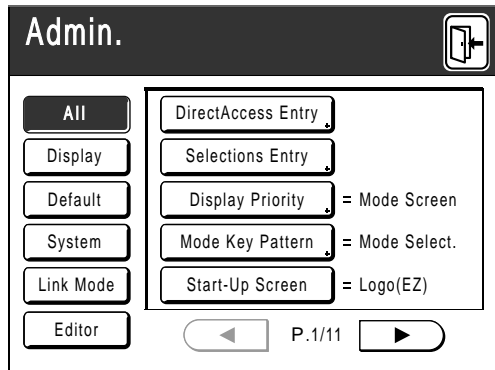 Admin.
All
Display
Default
System
Link Mode
Editor
DirectAccess Entry
Selections Entry
Display Priority = Mode Screen
Mode Key Pattern = Mode Select.
Start-Up Screen = Logo(EZ)
P.1/11